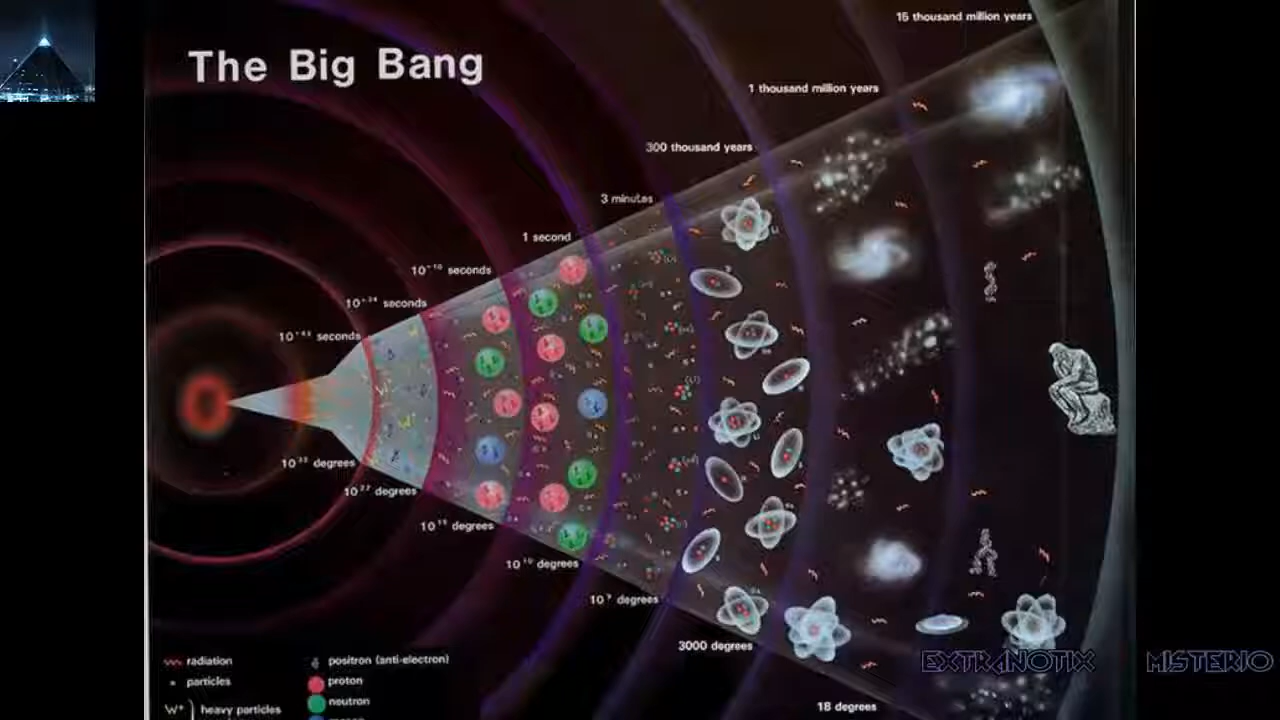 The Big Bang
15 thousand million years
1 thousand million years
300 thousand years
3 minutes
1 second
10⁻¹⁰ seconds
10⁻³⁴ seconds
10⁻⁴³ seconds
10³² degrees
10²⁷ degrees
10¹⁵ degrees
10¹⁰ degrees
10⁹ degrees
3000 degrees
18 degrees
radiation
particles
W⁺
heavy particles
positron (anti-electron)
proton
neutron
EXTRANOTIX MISTERIO